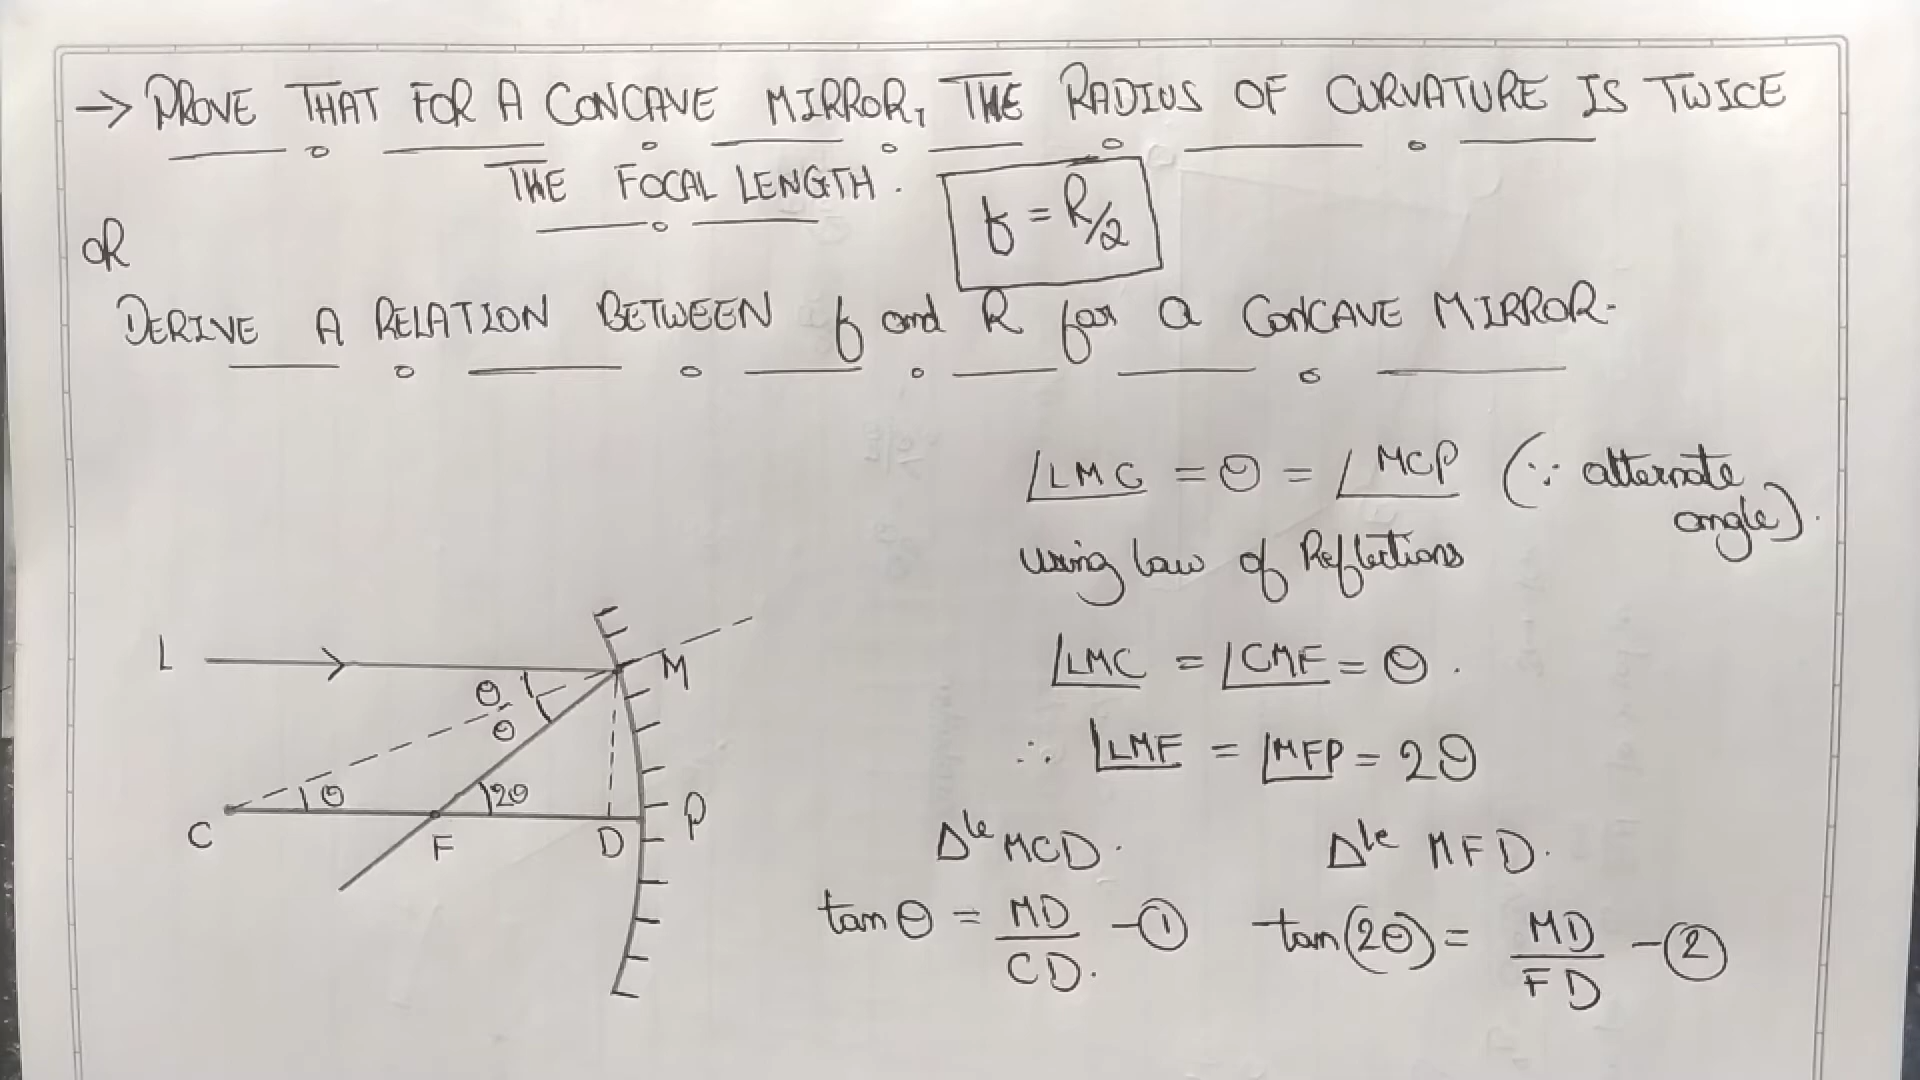 → PROVE THAT FOR A CONCAVE MIRROR, THE RADIUS OF CURVATURE IS TWICE
THE FOCAL LENGTH.
f = R/2
OR
DERIVE A RELATION BETWEEN f and R for a CONCAVE MIRROR.
∠LMC = θ = ∠MCP (∵ alternate
angle).
using law of Reflections
∠LMC = ∠CMF = θ.
∴ ∠LMF = ∠MFP = 2θ
Δle MCD. Δle MFD.
tan θ = MD/CD. -① tan(2θ) = MD/FD -②
L
M
θ
θ
θ
2θ
P
C
F
D